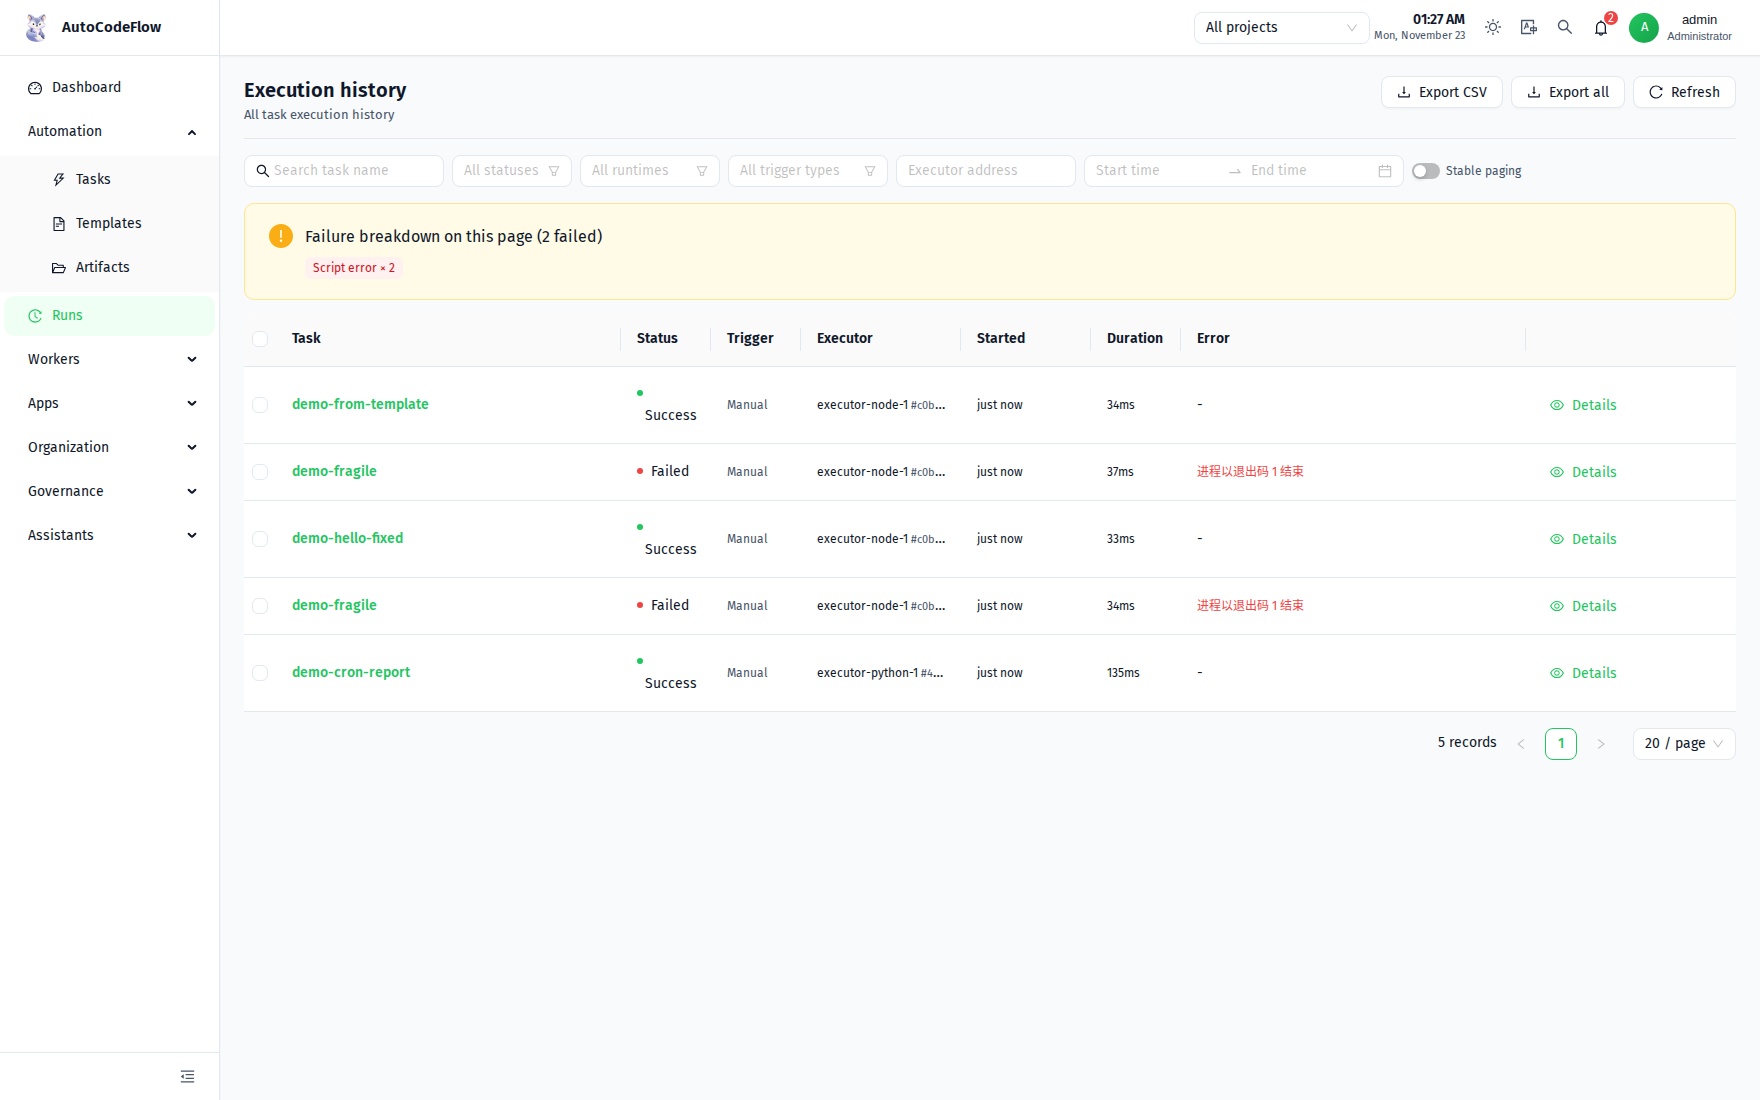 AutoCodeFlow
All projects
01:27 AM
Mon, November 23
2
A
admin
Administrator
Dashboard
Automation
Tasks
Templates
Artifacts
Runs
Workers
Apps
Organization
Governance
Assistants
Execution history
All task execution history
Export CSV
Export all
Refresh
Search task name
All statuses
All runtimes
All trigger types
Executor address
Start time
End time
Stable paging
Failure breakdown on this page (2 failed)
Script error × 2
Task Status Trigger Executor Started Duration Error
demo-from-template Success Manual executor-node-1 #c0b... just now 34ms - Details
demo-fragile Failed Manual executor-node-1 #c0b... just now 37ms 进程以退出码 1 结束 Details
demo-hello-fixed Success Manual executor-node-1 #c0b... just now 33ms - Details
demo-fragile Failed Manual executor-node-1 #c0b... just now 34ms 进程以退出码 1 结束 Details
demo-cron-report Success Manual executor-python-1 #4... just now 135ms - Details
5 records
1
20 / page